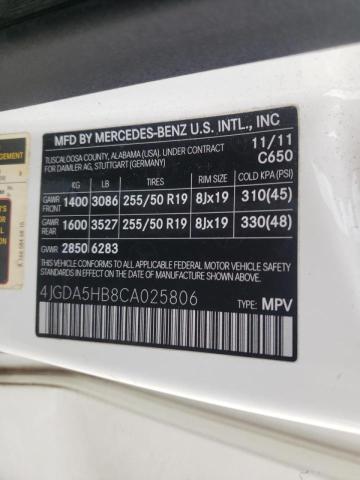 MFD BY MERCEDES-BENZ U.S. INTL., INC
TUSCALOOSA COUNTY, ALABAMA (USA). UNDER CONTRACT 11/11
FOR DAIMLER AG, STUTTGART (GERMANY) C650
KG LB TIRES RIM SIZE COLD KPA(PSI)
GAWR FRONT 1400 3086 255/50 R19 8Jx19 310(45)
GAWR REAR 1600 3527 255/50 R19 8Jx19 330(48)
GVWR 2850 6283
THIS VEHICLE CONFORMS TO ALL APPLICABLE
FEDERAL MOTOR VEHICLE SAFETY STANDARDS
IN EFFECT ON THE DATE OF MANUFACTURE SHOWN ABOVE.
4JGDA5HB8CA025806 TYPE: MPV